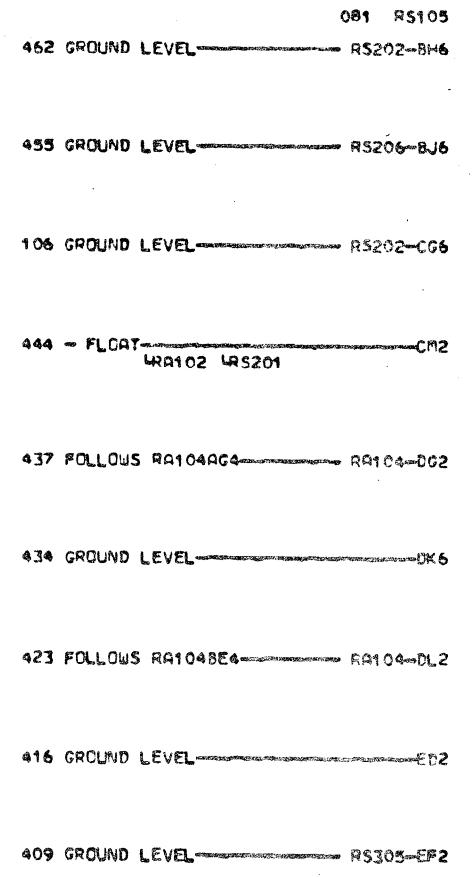 081 RS105
462 GROUND LEVEL RS202-BH6
455 GROUND LEVEL RS206-BJ6
106 GROUND LEVEL RS202-CG6
444 - FLOAT CM2
RA102 RS201
437 FOLLOWS RA104AG4 RA104-DG2
434 GROUND LEVEL DK6
423 FOLLOWS RA104BE4 RA104-DL2
416 GROUND LEVEL ED2
409 GROUND LEVEL RS305-EF2